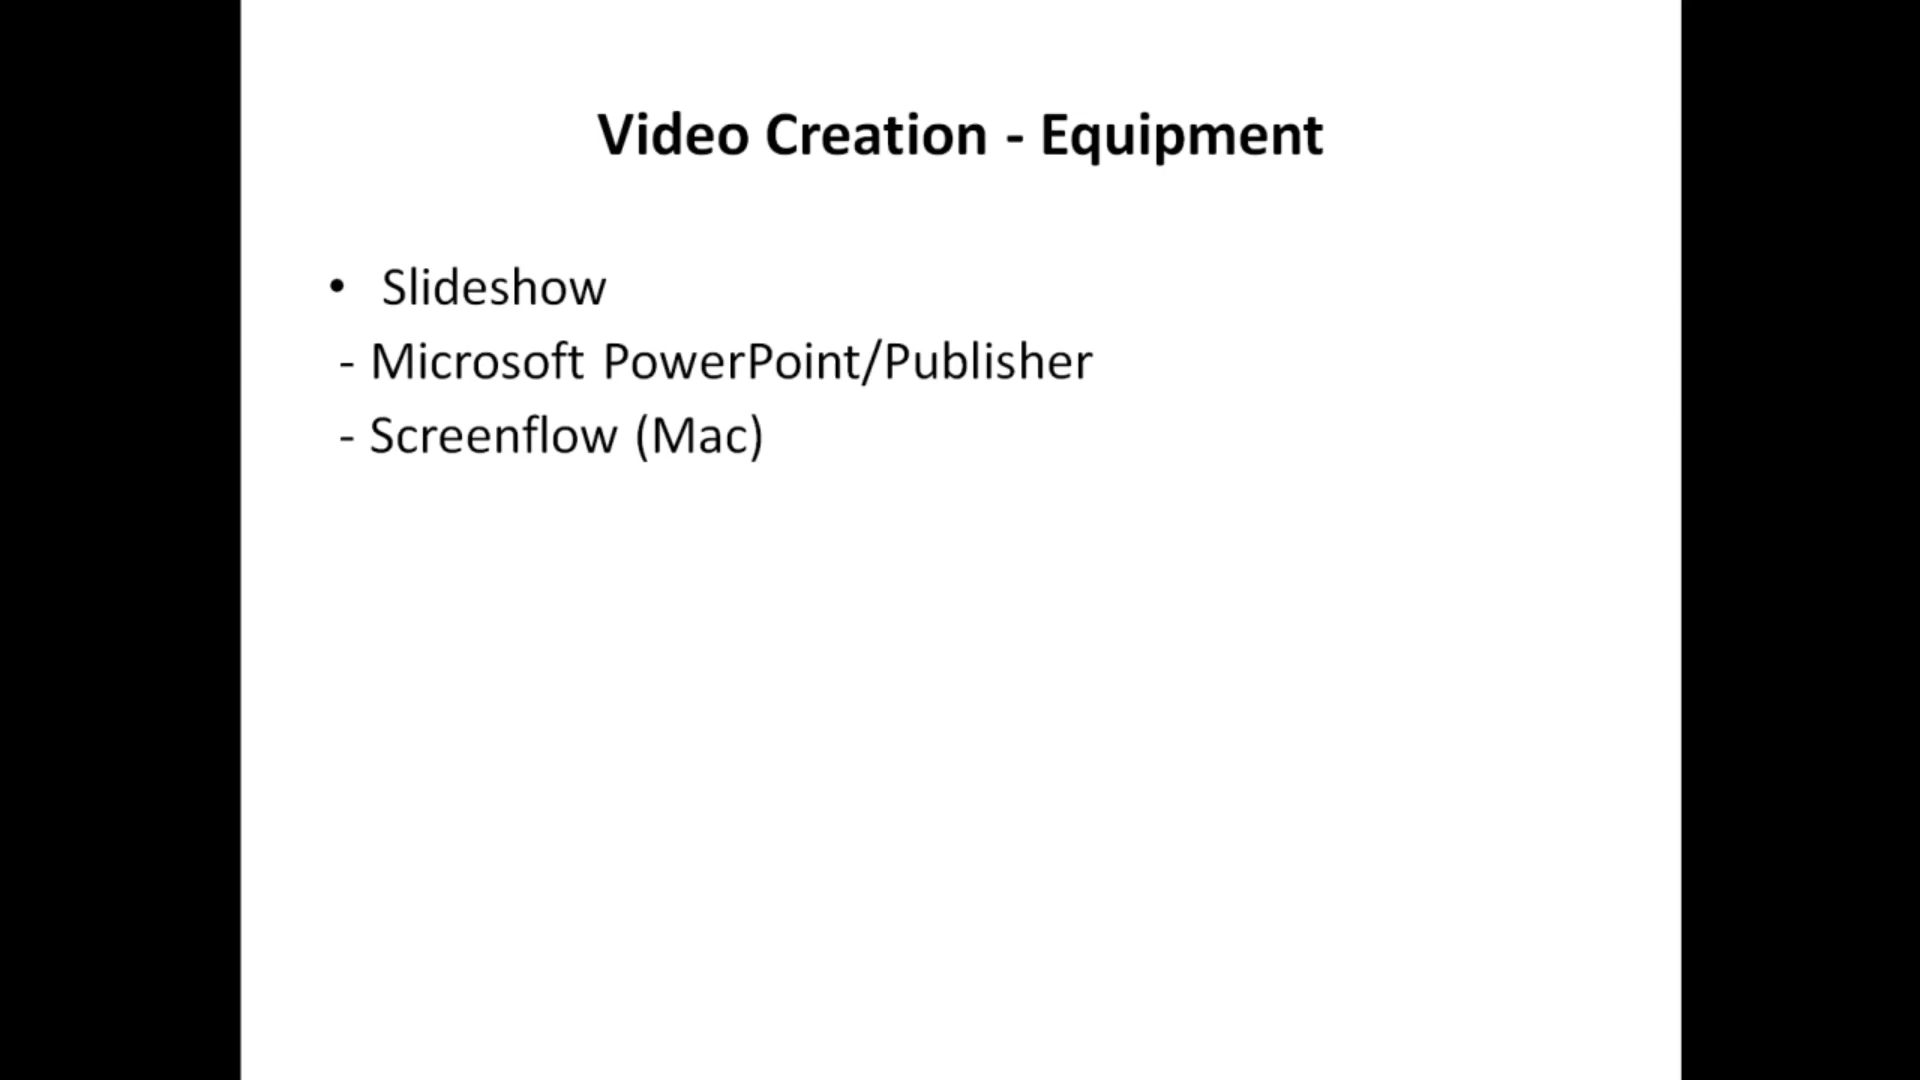 Video Creation - Equipment
• Slideshow
- Microsoft PowerPoint/Publisher
- Screenflow (Mac)